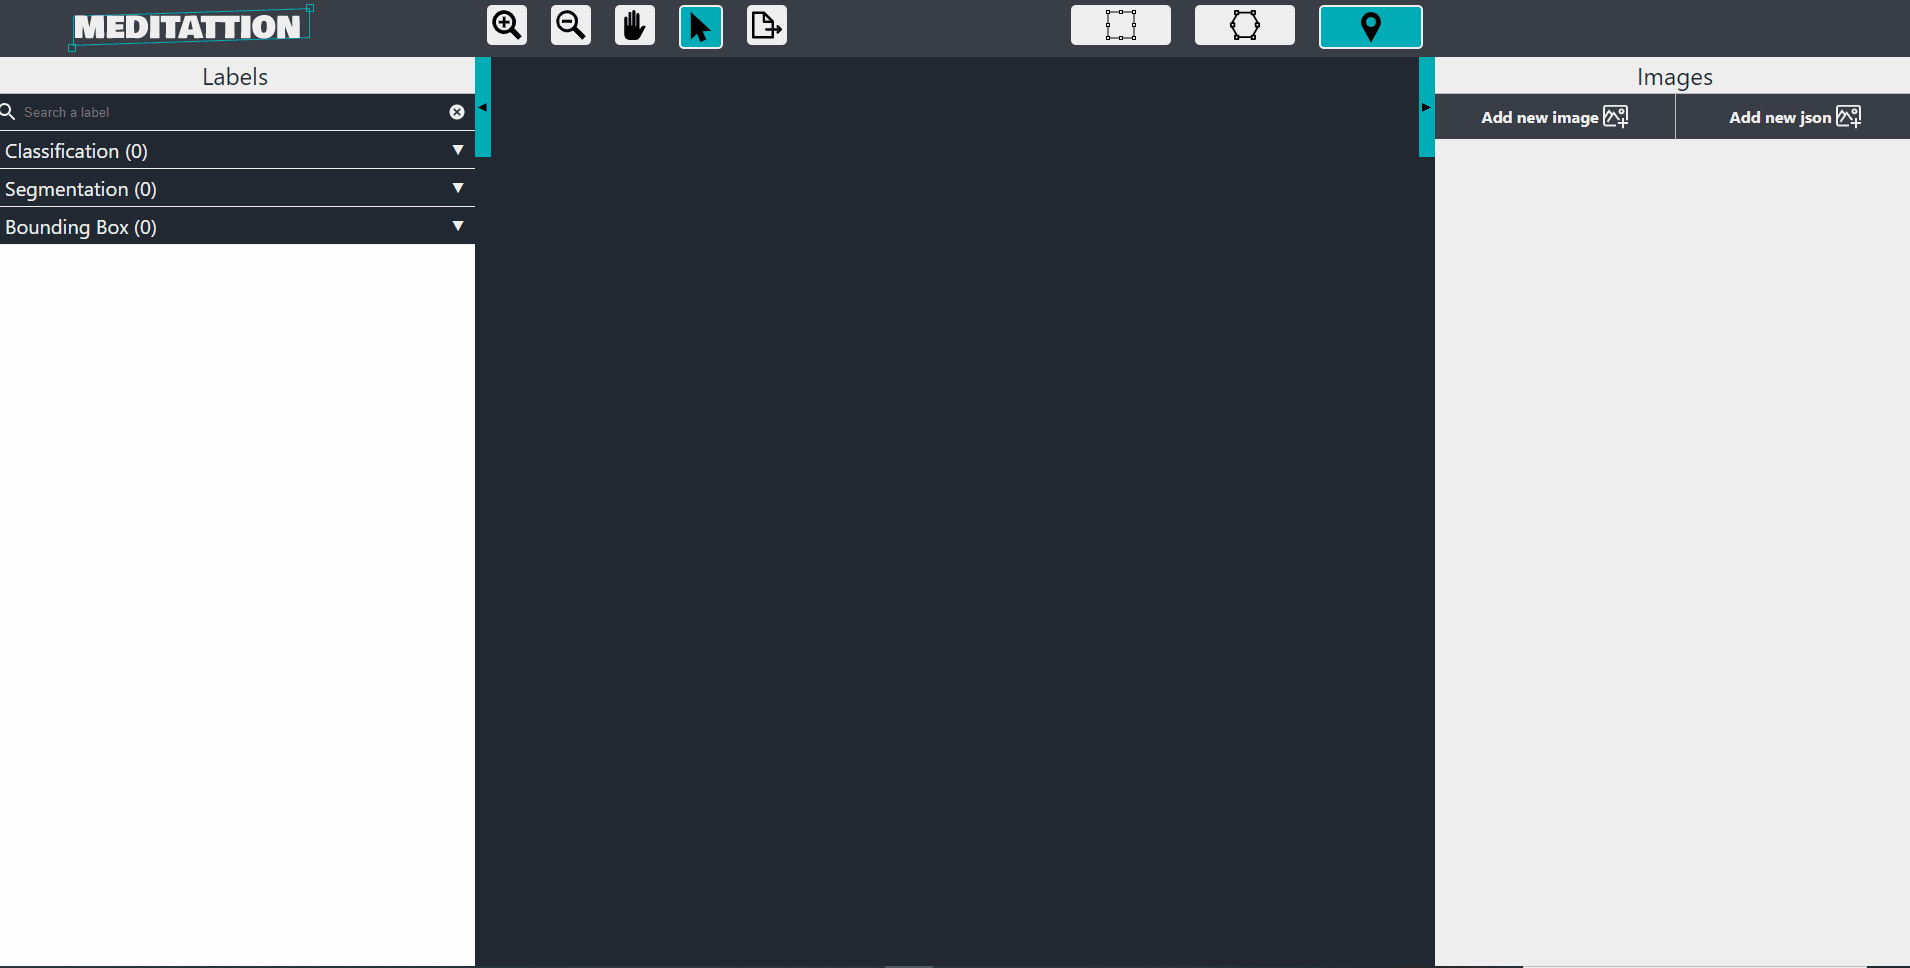 MEDITATTION
Labels
Search a label
Classification (0)
Segmentation (0)
Bounding Box (0)
Images
Add new image
Add new json